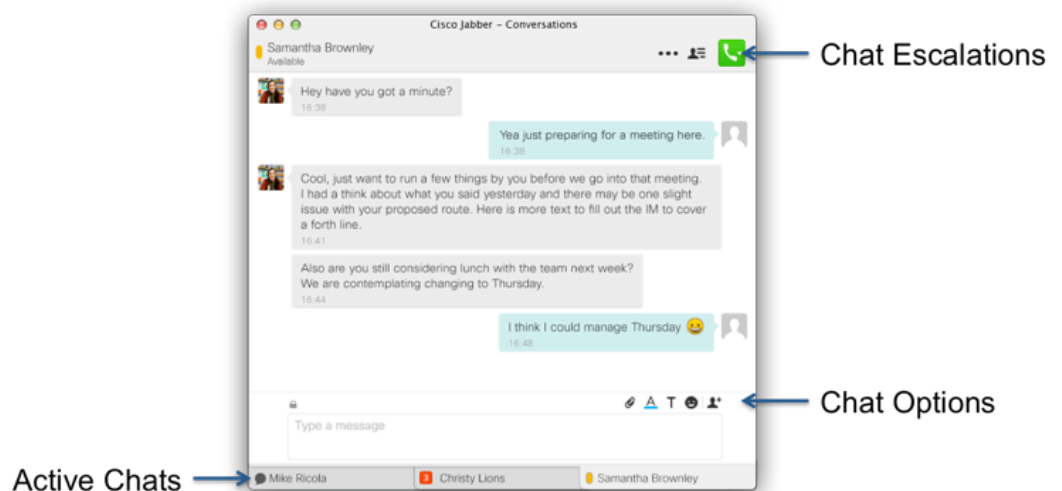 Cisco Jabber – Conversations
Samantha Brownley
Available
Chat Escalations
Hey have you got a minute?
16:38
Yea just preparing for a meeting here.
16:38
Cool, just want to run a few things by you before we go into that meeting.
I had a think about what you said yesterday and there may be one slight
issue with your proposed route. Here is more text to fill out the IM to cover
a forth line.
16:41
Also are you still considering lunch with the team next week?
We are contemplating changing to Thursday.
16:44
I think I could manage Thursday 😀
16:48
A T
Chat Options
Type a message
Active Chats
Mike Ricola
3 Christy Lions
Samantha Brownley